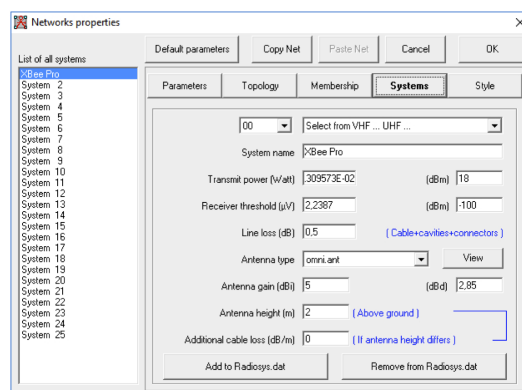 Networks properties
Default parameters Copy Net Paste Net Cancel OK
List of all systems
XBee Pro
System 2
System 3
System 4
System 5
System 6
System 7
System 8
System 9
System 10
System 11
System 12
System 13
System 14
System 15
System 16
System 17
System 18
System 19
System 20
System 21
System 22
System 23
System 24
System 25
Parameters Topology Membership Systems Style
00 Select from VHF ... UHF ...
System name XBee Pro
Transmit power (Watt) .309573E-02 (dBm) 18
Receiver threshold (µV) 2,2387 (dBm) -100
Line loss (dB) 0,5 ( Cable+cavities+connectors )
Antenna type omni.ant View
Antenna gain (dBi) 5 (dBd) 2,85
Antenna height (m) 2 ( Above ground )
Additional cable loss (dB/m) 0 ( If antenna height differs )
Add to Radiosys.dat Remove from Radiosys.dat